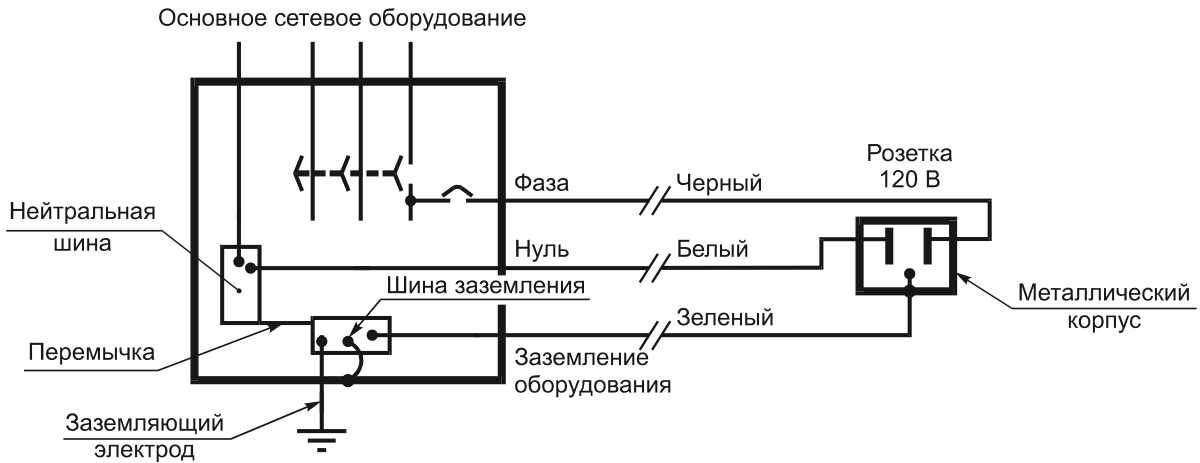 Основное сетевое оборудование
Розетка
120 В
Фаза
Черный
Нейтральная
шина
Нуль
Белый
Шина заземления
Металлический
корпус
Зеленый
Перемычка
Заземление
оборудования
Заземляющий
электрод